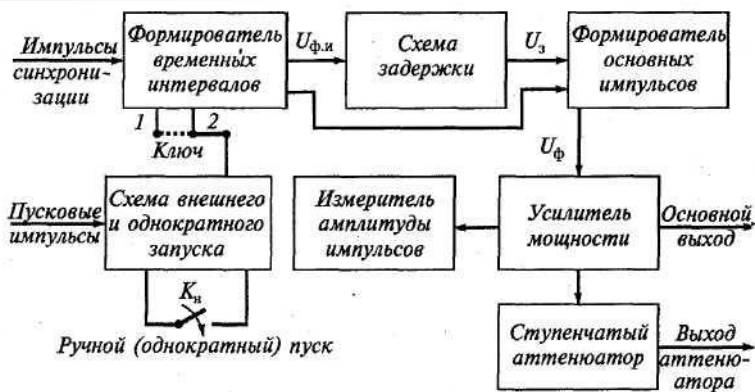 Импульсы
синхрони-
зации
Формирователь
временных
интервалов
Uф.и
Схема
задержки
Uз
Формирователь
основных
импульсов
1
2
Ключ
Uф
Пусковые
импульсы
Схема внешнего
и однократного
запуска
Измеритель
амплитуды
импульсов
Усилитель
мощности
Основной
выход
Kн
Ручной (однократный) пуск
Ступенчатый
аттенюатор
Выход
аттеню-
атора